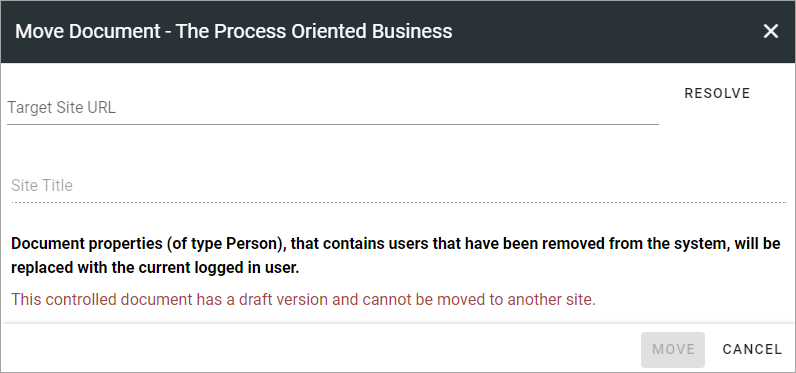 Move Document - The Process Oriented Business
RESOLVE
Target Site URL
Site Title
Document properties (of type Person), that contains users that have been removed from the system, will be
replaced with the current logged in user.
This controlled document has a draft version and cannot be moved to another site.
MOVE CANCEL